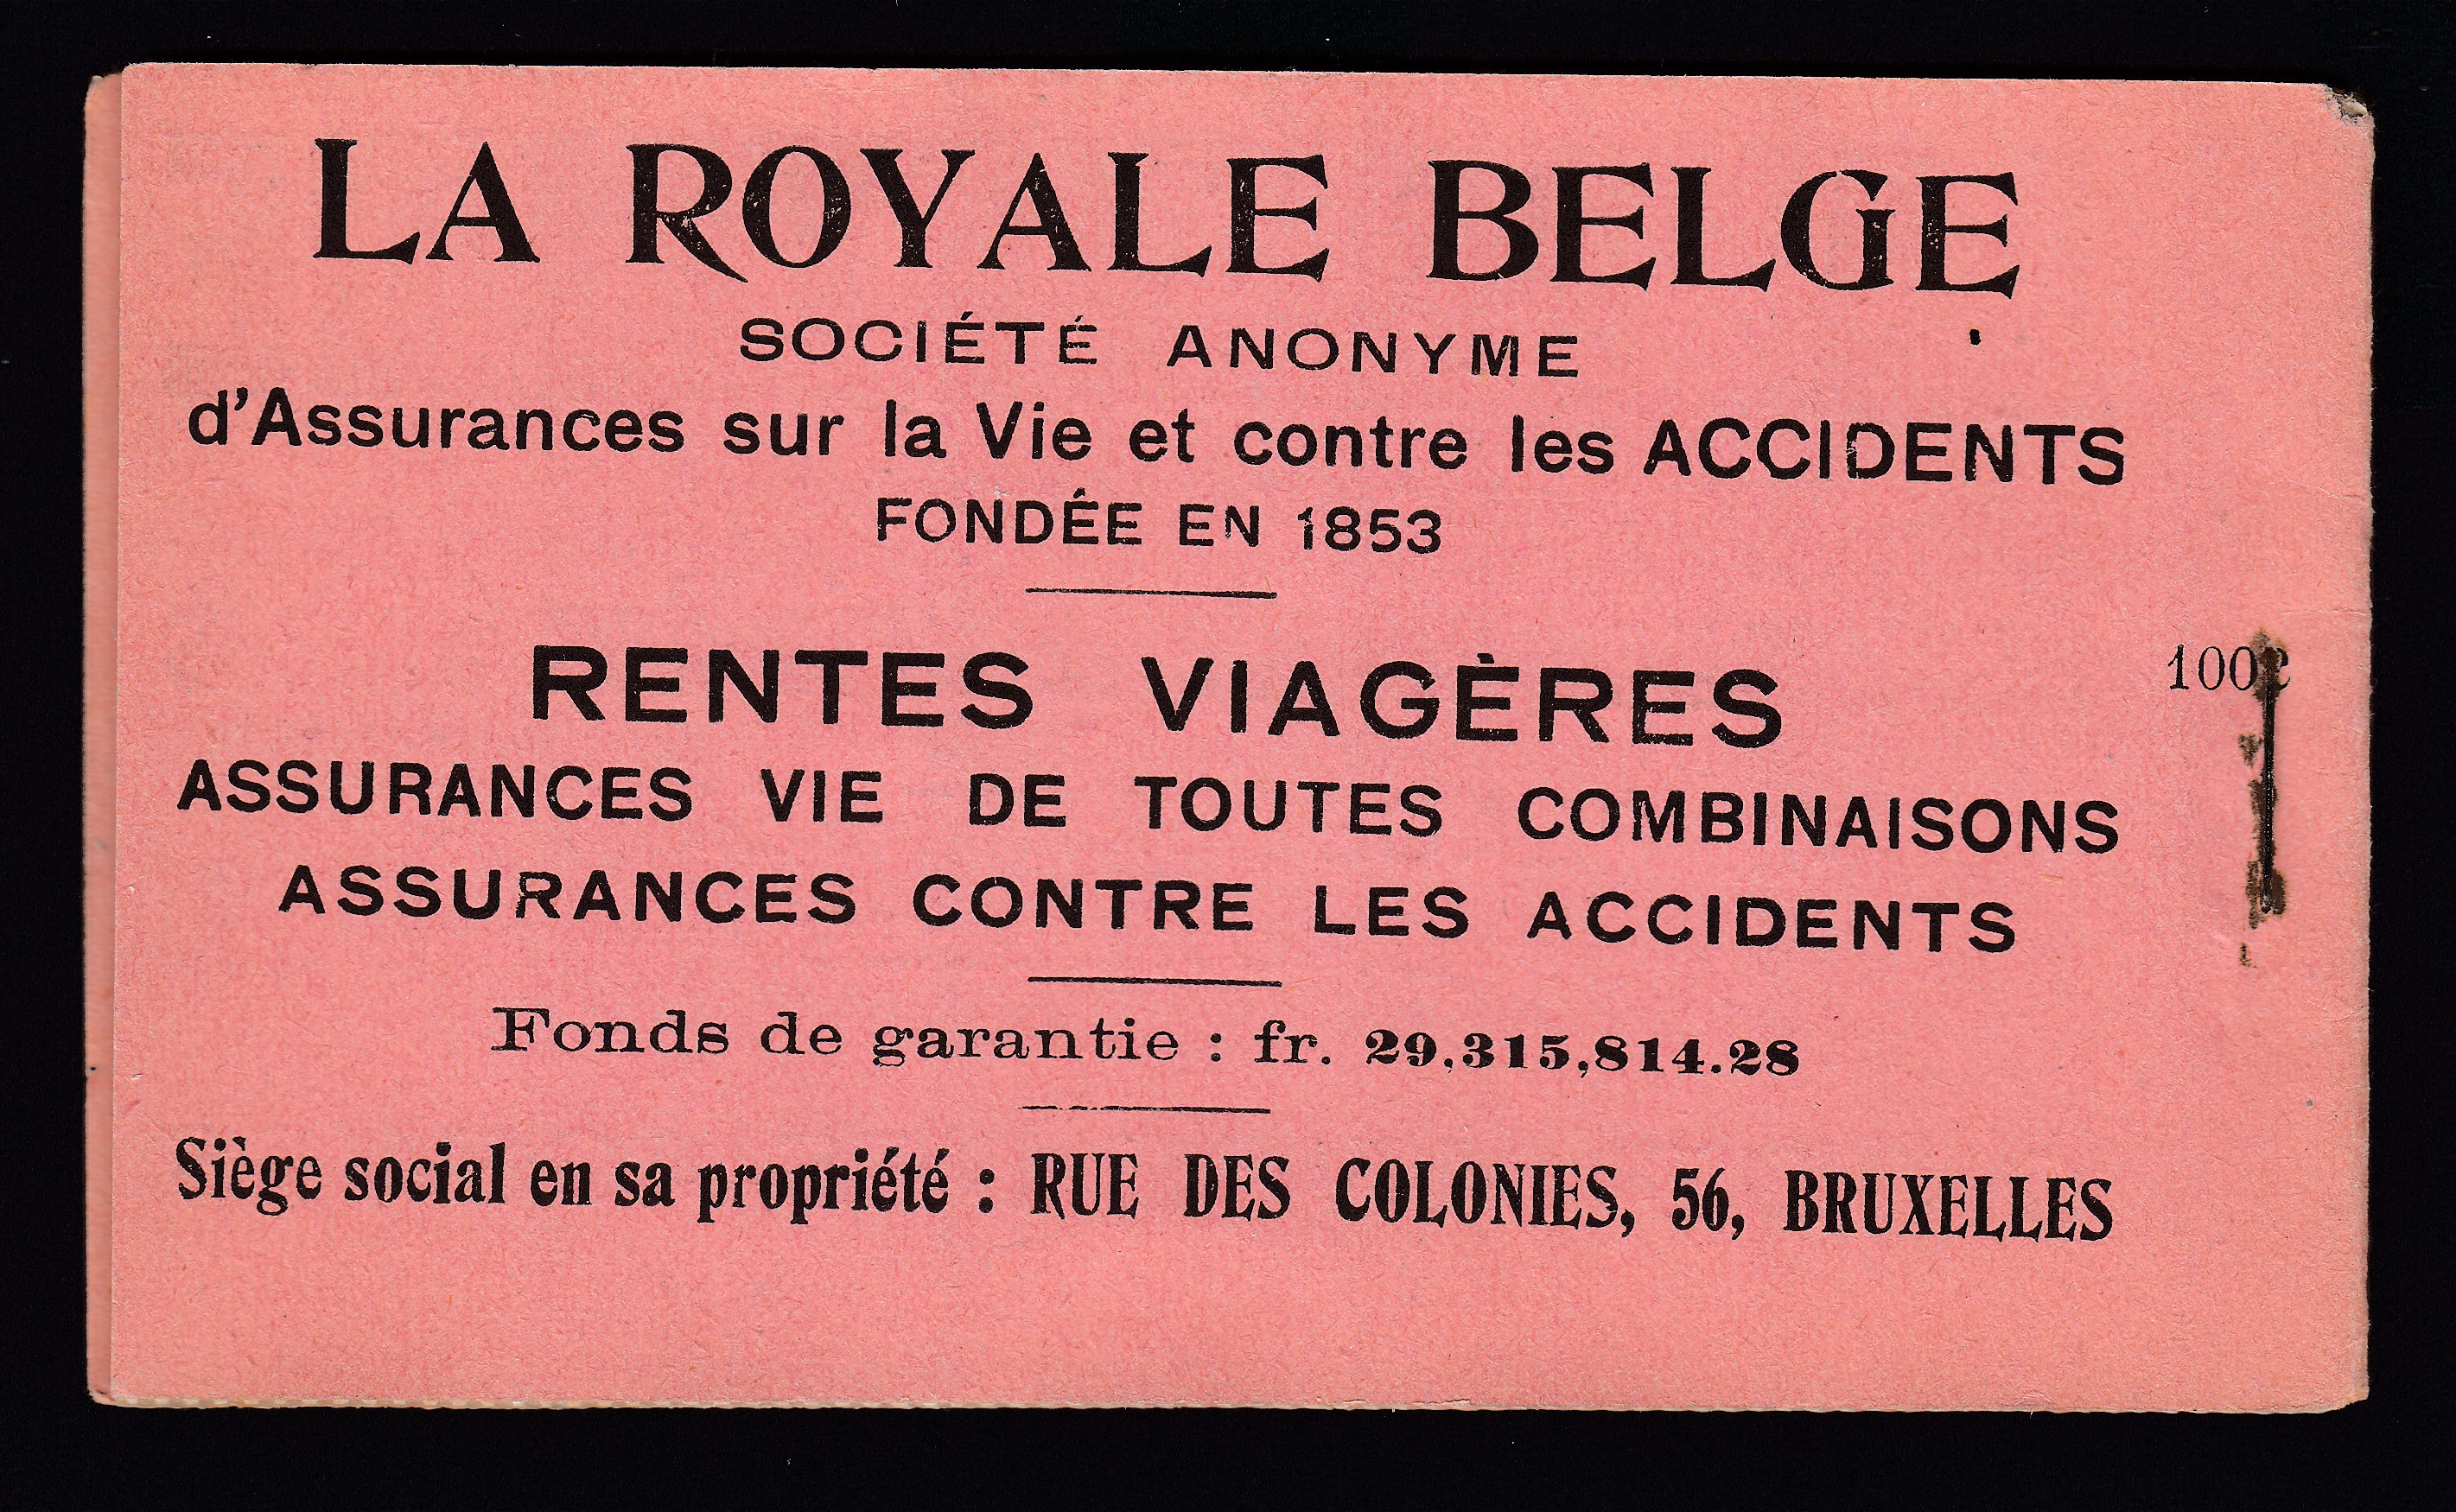 LA ROYALE BELGE
SOCIÉTÉ ANONYME
d'Assurances sur la Vie et contre les ACCIDENTS
FONDÉE EN 1853
RENTES VIAGÈRES
ASSURANCES VIE DE TOUTES COMBINAISONS
ASSURANCES CONTRE LES ACCIDENTS
Fonds de garantie : fr. 29,315,814.28
Siège social en sa propriété : RUE DES COLONIES, 56, BRUXELLES